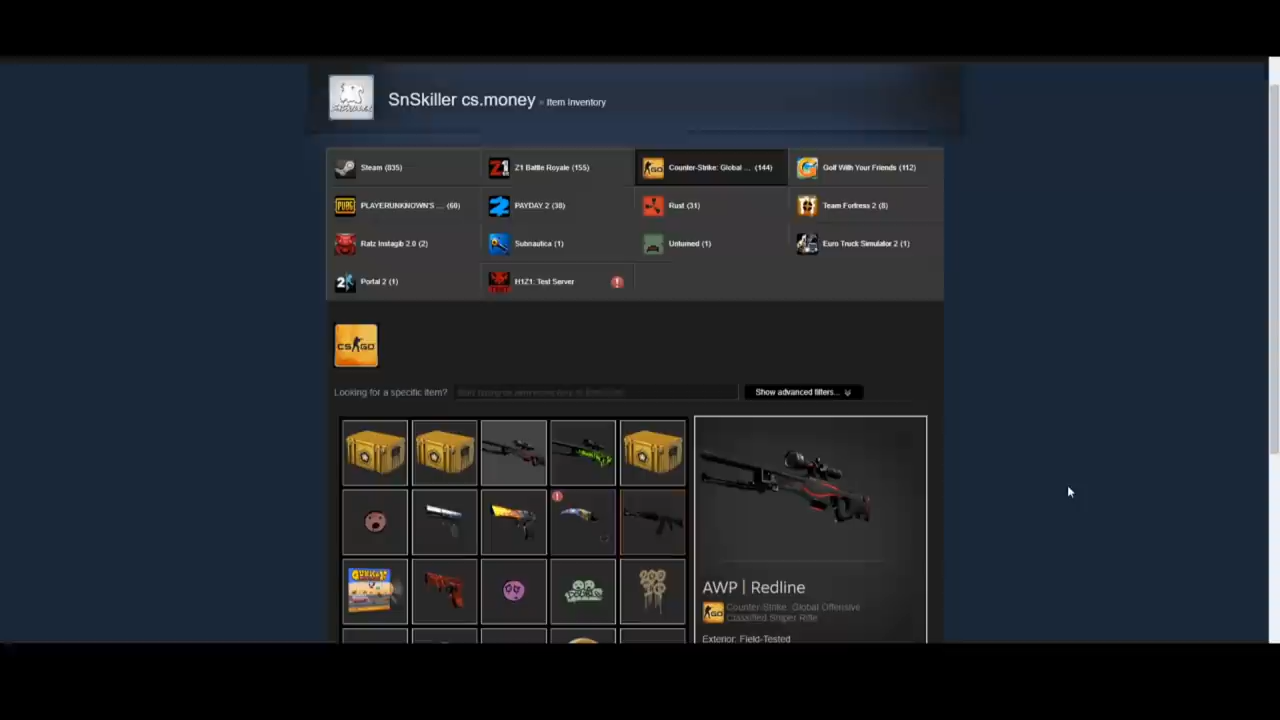 SnSkiller cs.money » Item Inventory
Steam (835)
Z1 Battle Royale (155)
Counter-Strike: Global ... (144)
Golf With Your Friends (112)
PLAYERUNKNOWN'S ... (60)
PAYDAY 2 (38)
Rust (31)
Team Fortress 2 (8)
Ratz Instagib 2.0 (2)
Subnautica (1)
Unturned (1)
Euro Truck Simulator 2 (1)
Portal 2 (1)
H1Z1: Test Server
CS GO
Looking for a specific item?
Show advanced filters...
AWP | Redline
Counter-Strike: Global Offensive
Classified Sniper Rifle
Exterior: Field-Tested